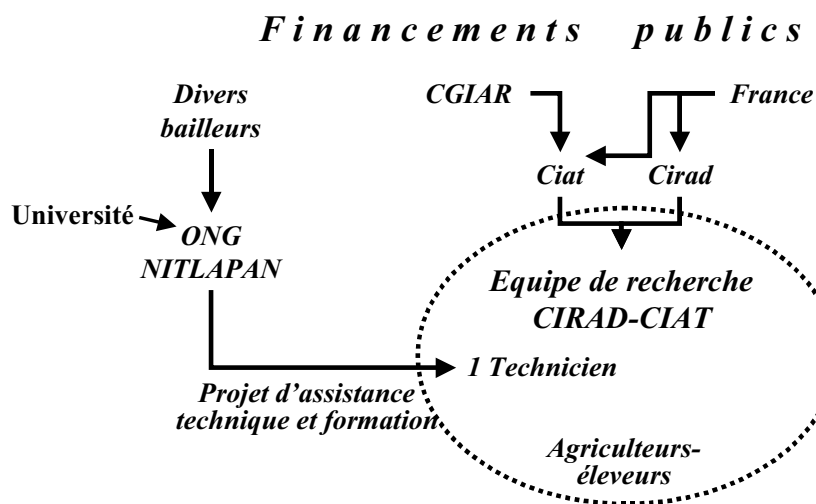 Financements publics
Divers
bailleurs
CGIAR
France
Ciat
Cirad
Université
ONG
NITLAPAN
Equipe de recherche
CIRAD-CIAT
1 Technicien
Projet d’assistance
technique et formation
Agriculteurs-
éleveurs